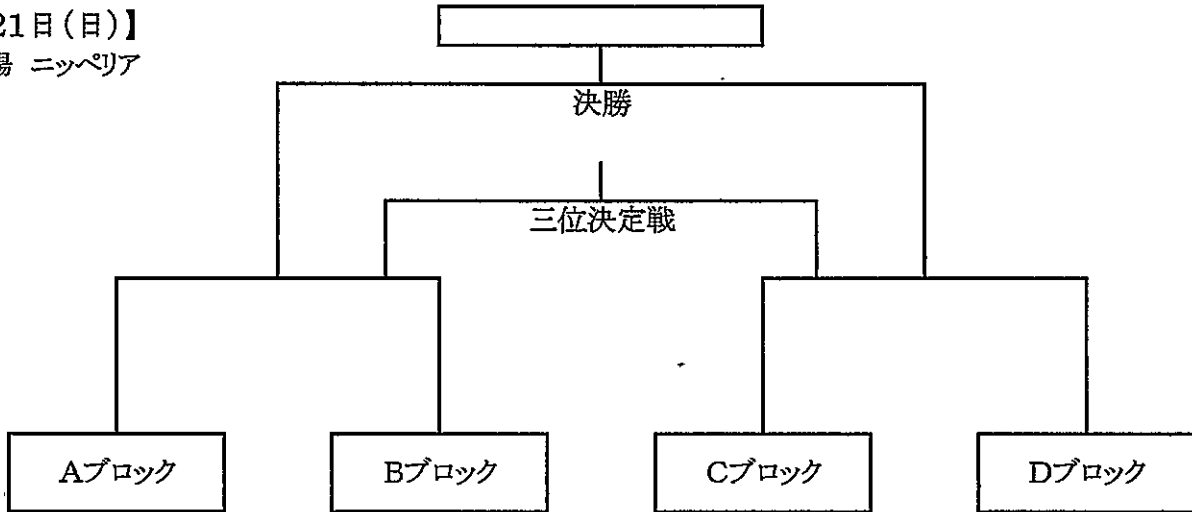 21日(日)】
場 ニッペリア
決勝
三位決定戦
Aブロック
Bブロック
Cブロック
Dブロック